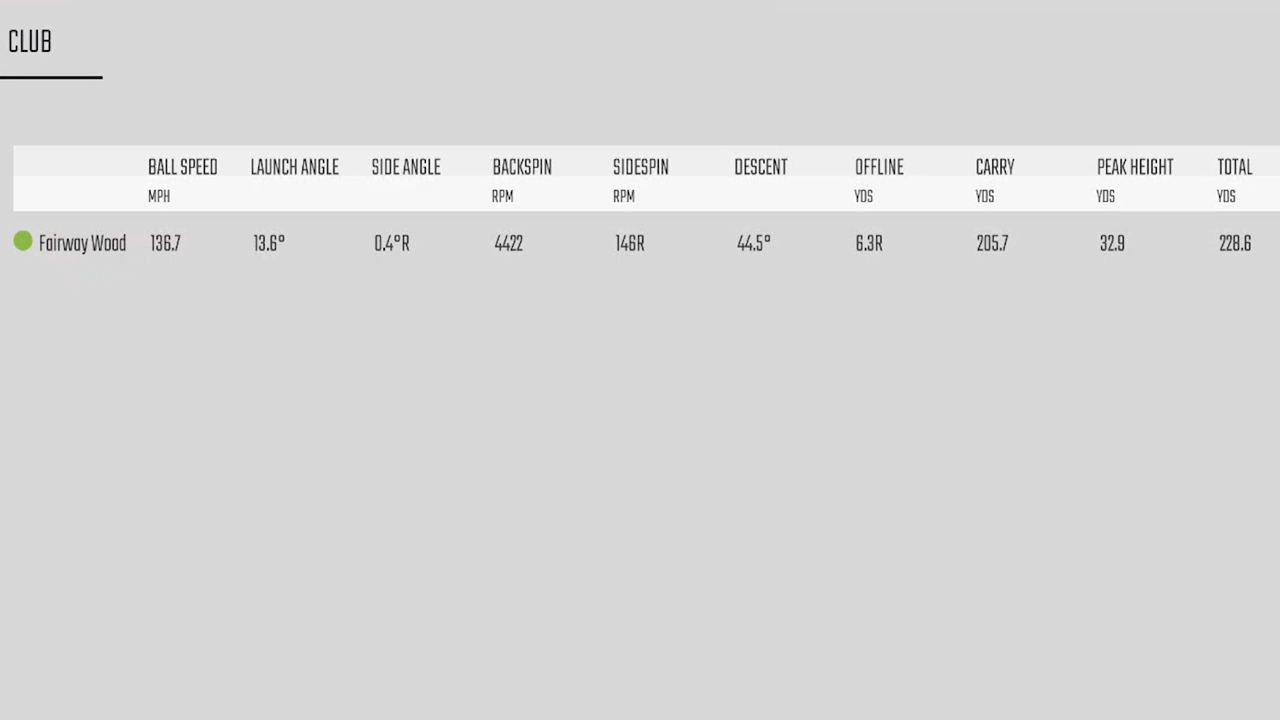 CLUB
BALL SPEED LAUNCH ANGLE SIDE ANGLE BACKSPIN SIDESPIN DESCENT OFFLINE CARRY PEAK HEIGHT TOTAL
MPH RPM RPM YDS YDS YDS YDS
Fairway Wood 136.7 13.6° 0.4°R 4422 146R 44.5° 6.3R 205.7 32.9 228.6